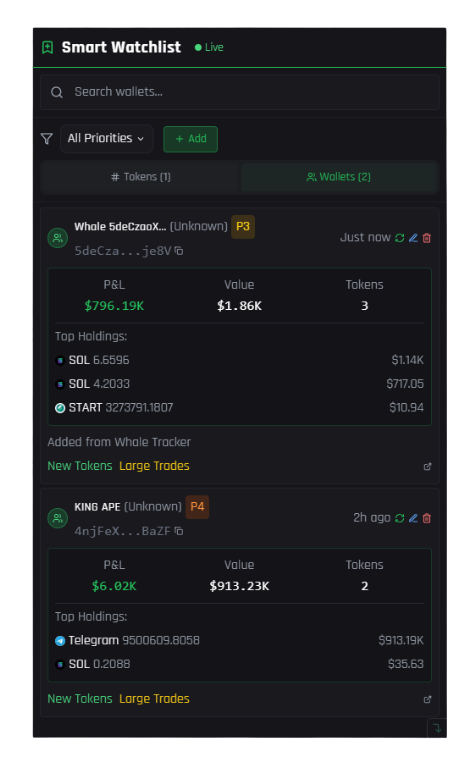 Smart Watchlist Live
Search wallets...
All Priorities + Add
# Tokens (1) Wallets (2)
Whale 5deCzaoX... (Unknown) P3
Just now
5deCza...je8V
P&L Value Tokens
$796.19K $1.86K 3
Top Holdings:
SOL 6.6596 $1.14K
SOL 4.2033 $717.05
START 3273791.1807 $10.94
Added from Whale Tracker
New Tokens Large Trades
KING APE (Unknown) P4
2h ago
4njFeX...BaZF
P&L Value Tokens
$6.02K $913.23K 2
Top Holdings:
Telegram 9500609.8058 $913.19K
SOL 0.2088 $35.63
New Tokens Large Trades